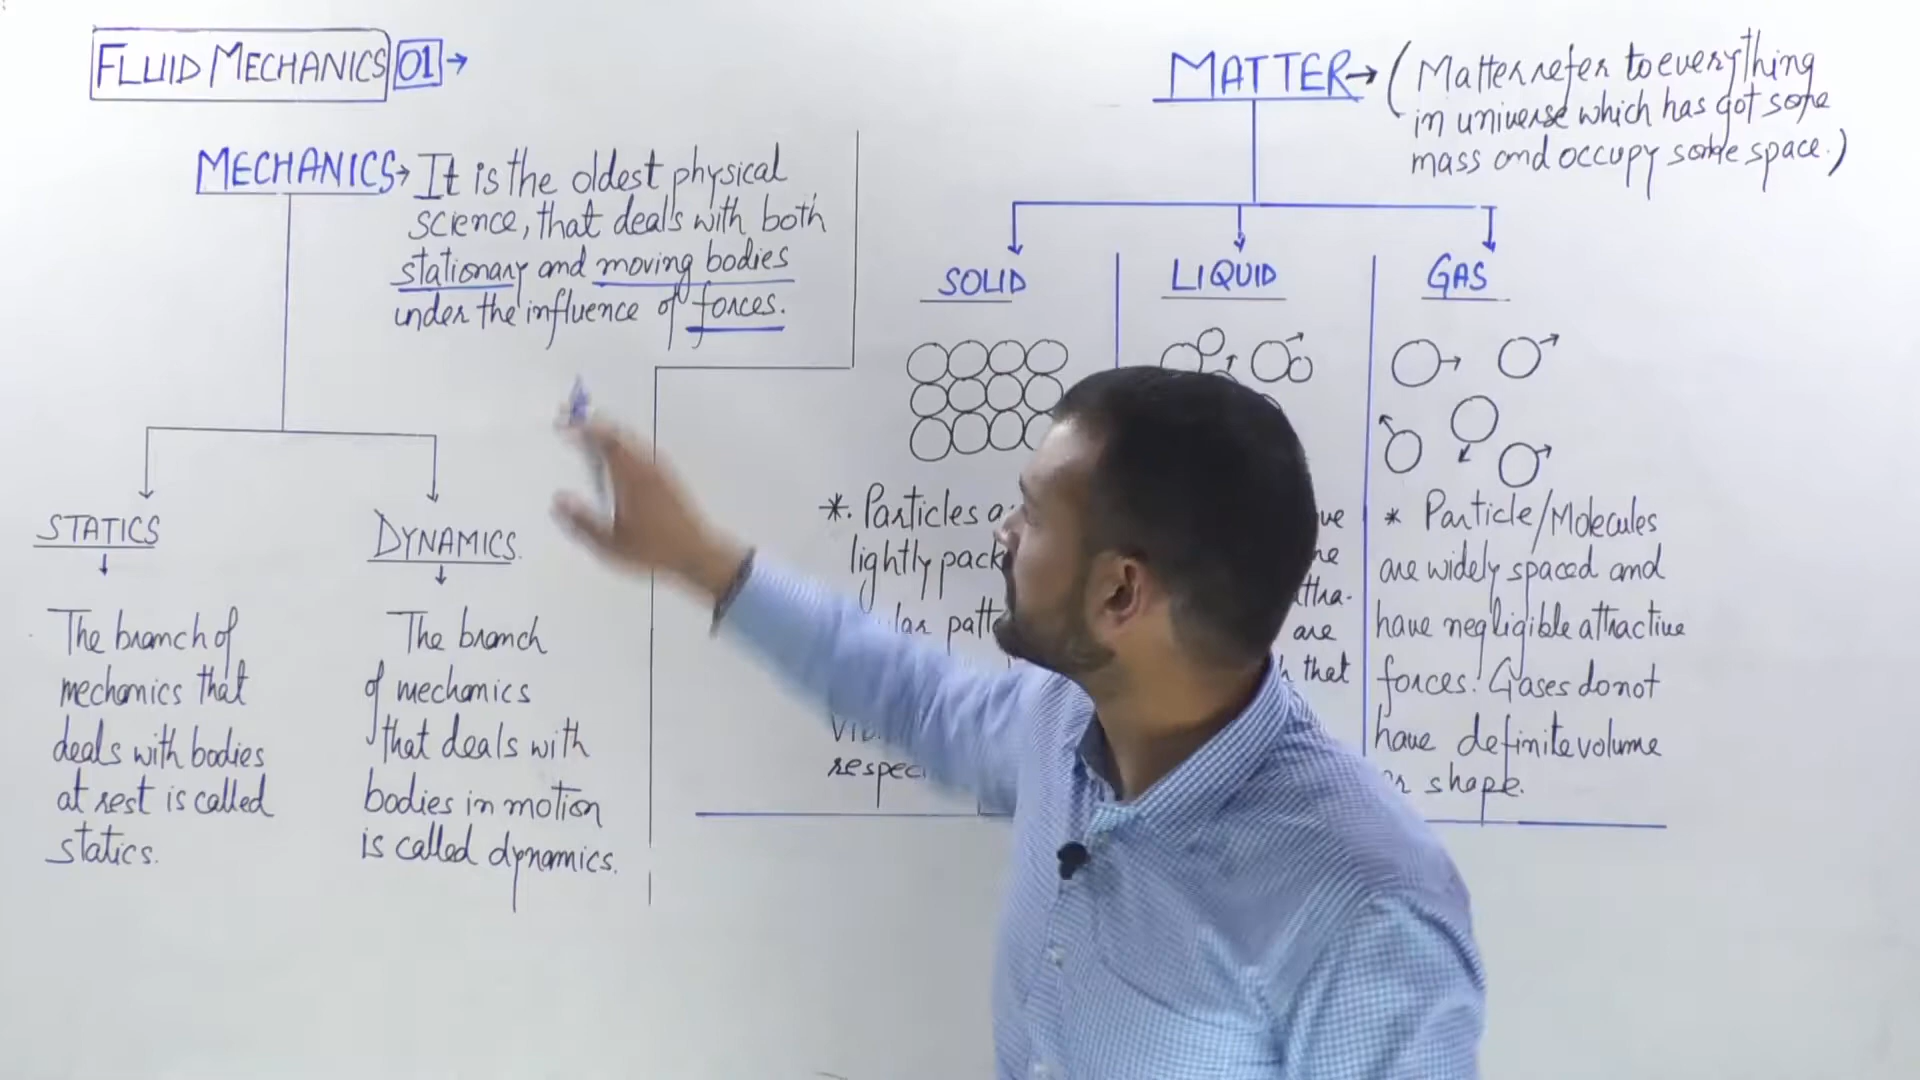 FLUID MECHANICS 01
MECHANICS It is the oldest physical
science, that deals with both
stationary and moving bodies
under the influence of forces.
STATICS
The branch of
mechanics that
deals with bodies
at rest is called
statics.
DYNAMICS
The branch
of mechanics
that deals with
bodies in motion
is called dynamics.
MATTER (Matter refer to everything
in universe which has got some
mass and occupy some space.)
SOLID
*. Particles
lightly pack
respec
LIQUID
are
that
GAS
* Particle/Molecules
are widely spaced and
have negligible attractive
forces. Gases do not
have definite volume
or shape.